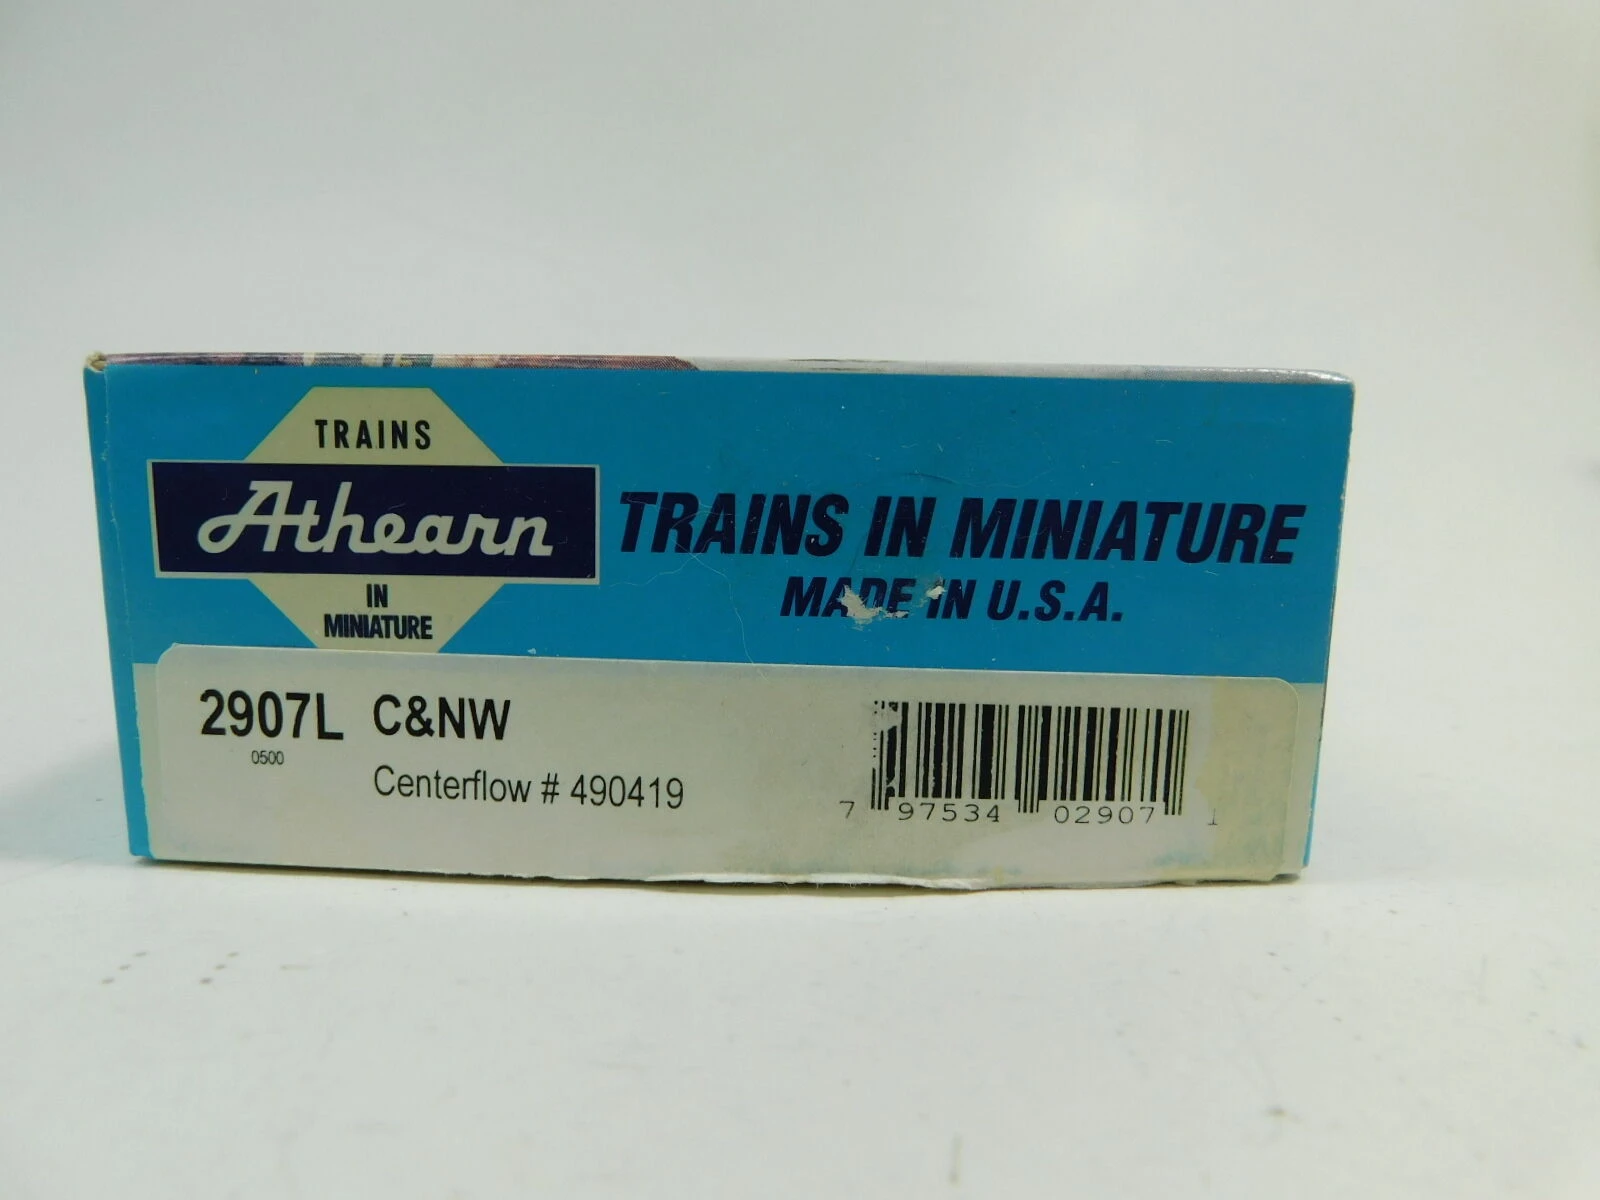 TRAINS
Athearn
IN
MINIATURE
TRAINS IN MINIATURE
MADE IN U.S.A.
2907L C&NW
0500
Centerflow # 490419
7 97534 02907 1